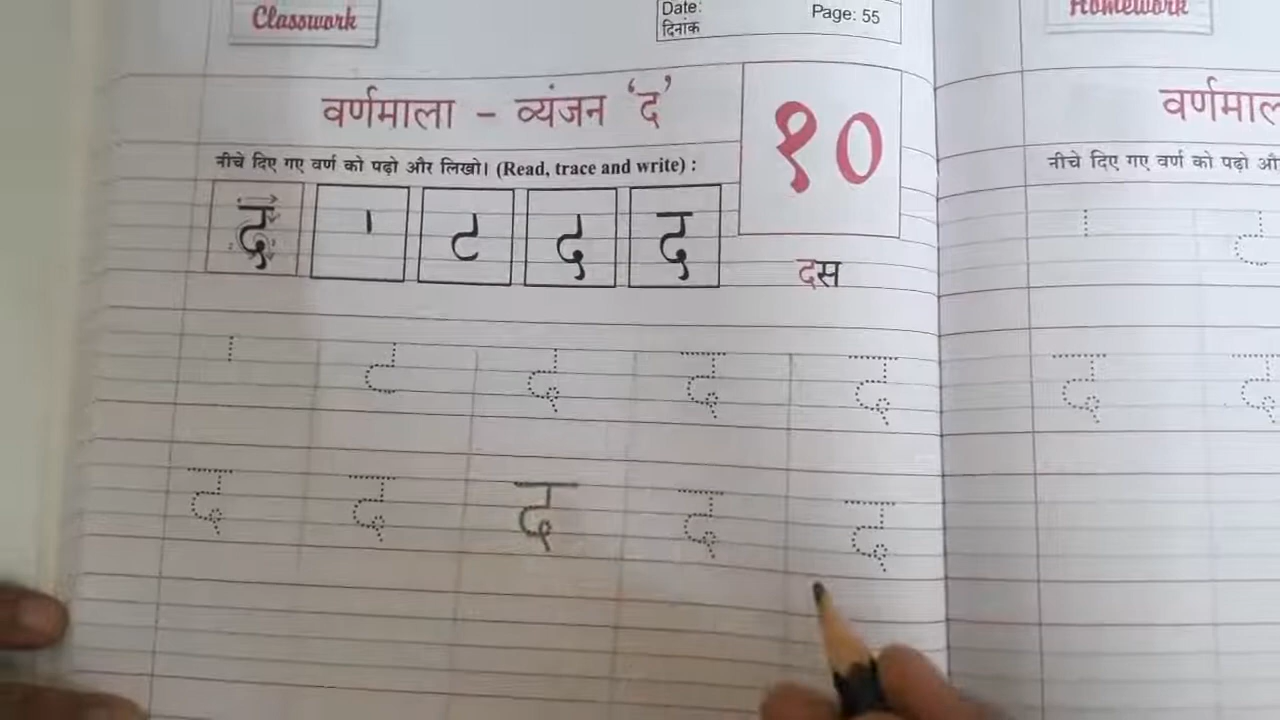 Classwork
Date:
दिनांक
Page: 55
Homework
वर्णमाला - व्यंजन ‘द’
१०
नीचे दिए गए वर्ण को पढ़ो और लिखो। (Read, trace and write) :
द ट द द
दस
ट द द द
द द द द द
नीचे दिए गए वर्ण को पढ़ो
ट
द द